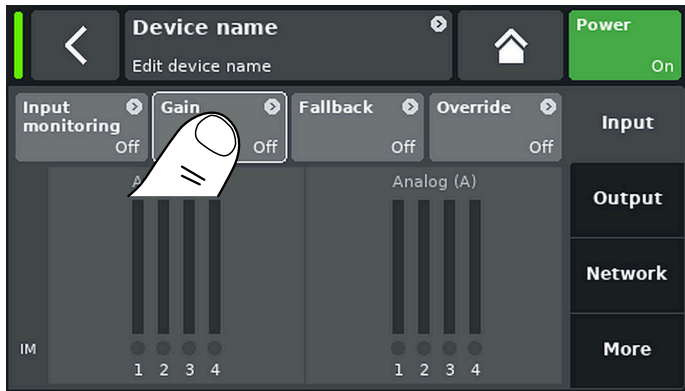 Device name
Edit device name
Power
On
Input monitoring
Off
Gain
Off
Fallback
Off
Override
Off
Input
A
Analog (A)
Output
Network
IM
1 2 3 4
1 2 3 4
More